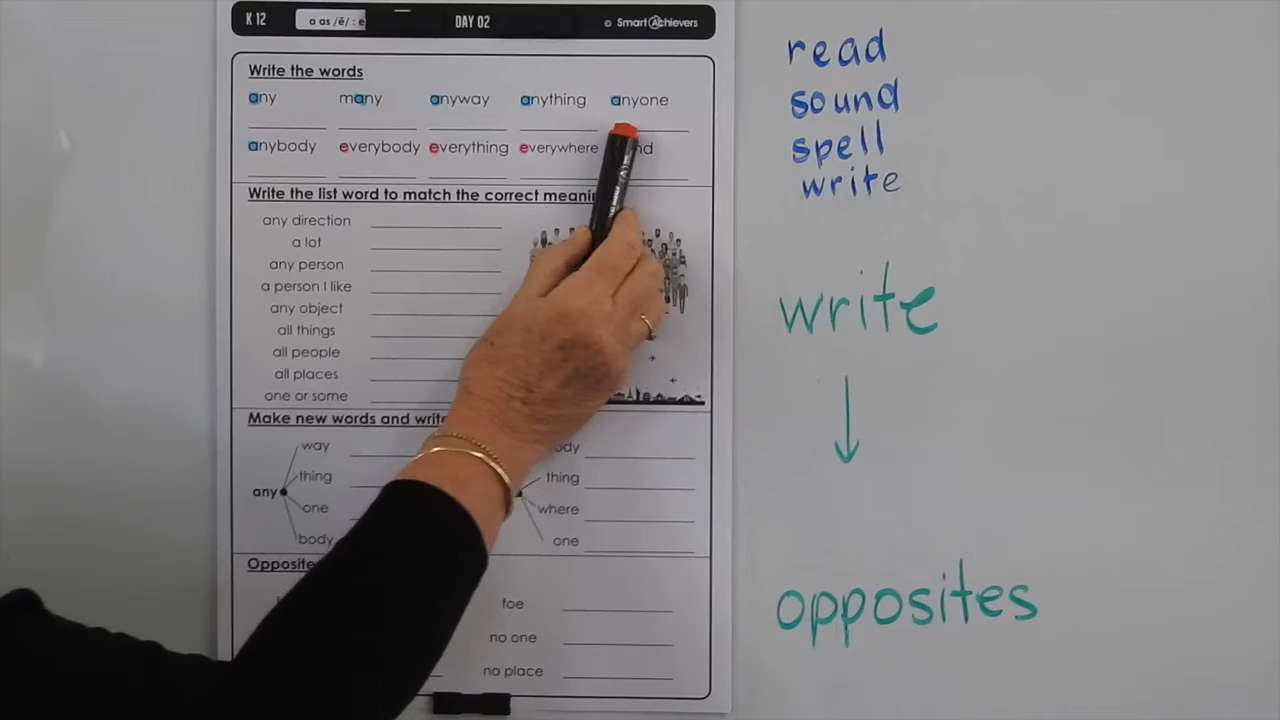 K 12
a as /ĕ/ : e
DAY 02
© Smart Achievers
Write the words
any many anyway anything anyone
anybody everybody everything everywhere
Write the list word to match the correct
any direction
a lot
any person
a person I like
any object
all things
all people
all places
one or some
Make new words and write
any
way
thing
one
body
thing
where
one
foe
no one
no place
read
sound
spell
write
write
opposites